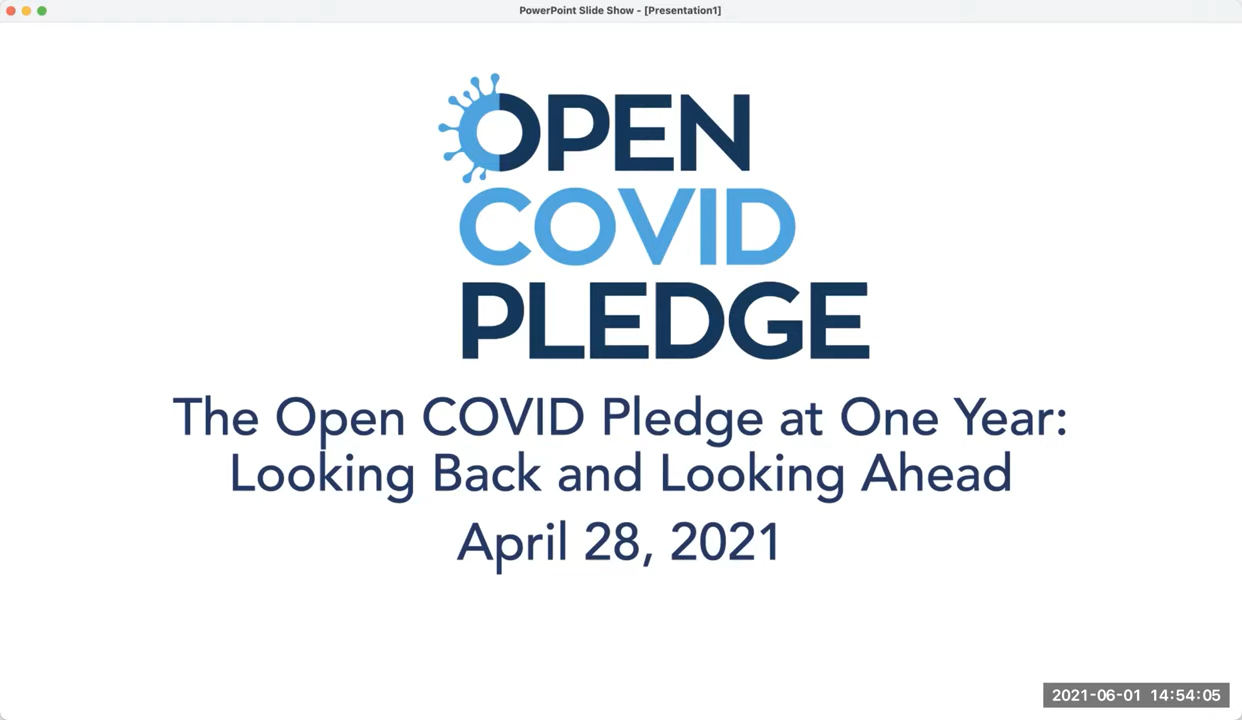 PowerPoint Slide Show - [Presentation1]
OPEN
COVID
PLEDGE
The Open COVID Pledge at One Year:
Looking Back and Looking Ahead
April 28, 2021
2021-06-01 14:54:05